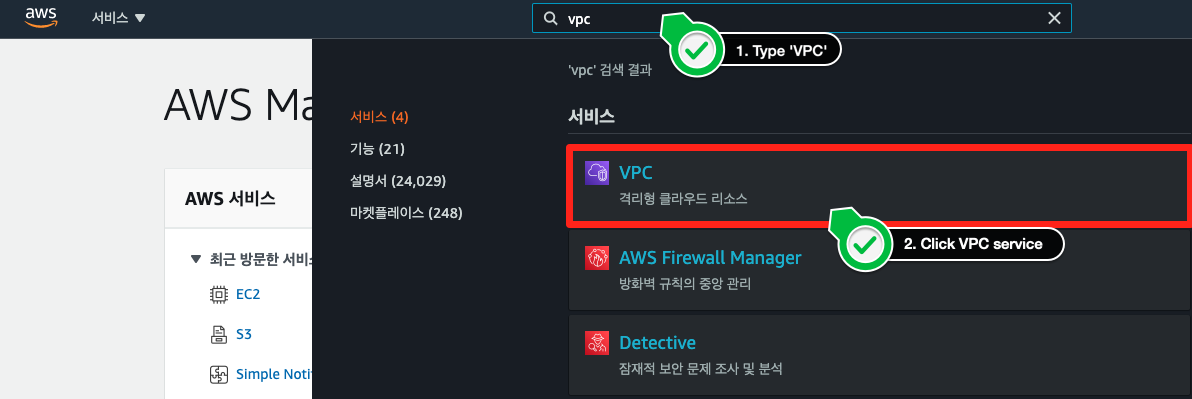 aws
서비스 ▼
vpc
1. Type 'VPC'
'vpc' 검색 결과
AWS Ma
서비스 (4)
기능 (21)
설명서 (24,029)
마켓플레이스 (248)
서비스
VPC
격리형 클라우드 리소스
2. Click VPC service
AWS Firewall Manager
방화벽 규칙의 중앙 관리
Detective
잠재적 보안 문제 조사 및 분석
AWS 서비스
▼ 최근 방문한 서비스
EC2
S3
Simple Noti